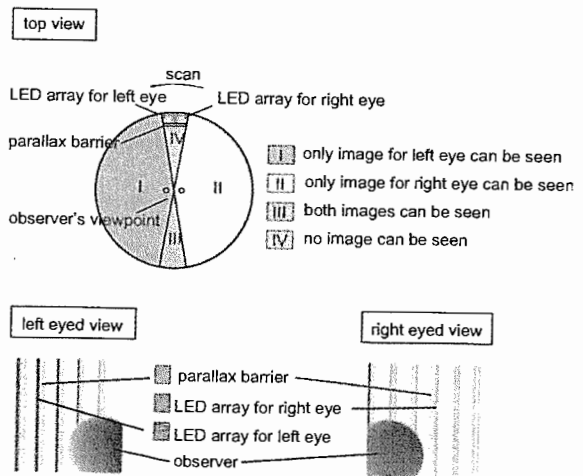 top view
scan
LED array for left eye
LED array for right eye
parallax barrier
IV
I
II
observer's viewpoint
III
I only image for left eye can be seen
II only image for right eye can be seen
III both images can be seen
IV no image can be seen
left eyed view
right eyed view
parallax barrier
LED array for right eye
LED array for left eye
observer